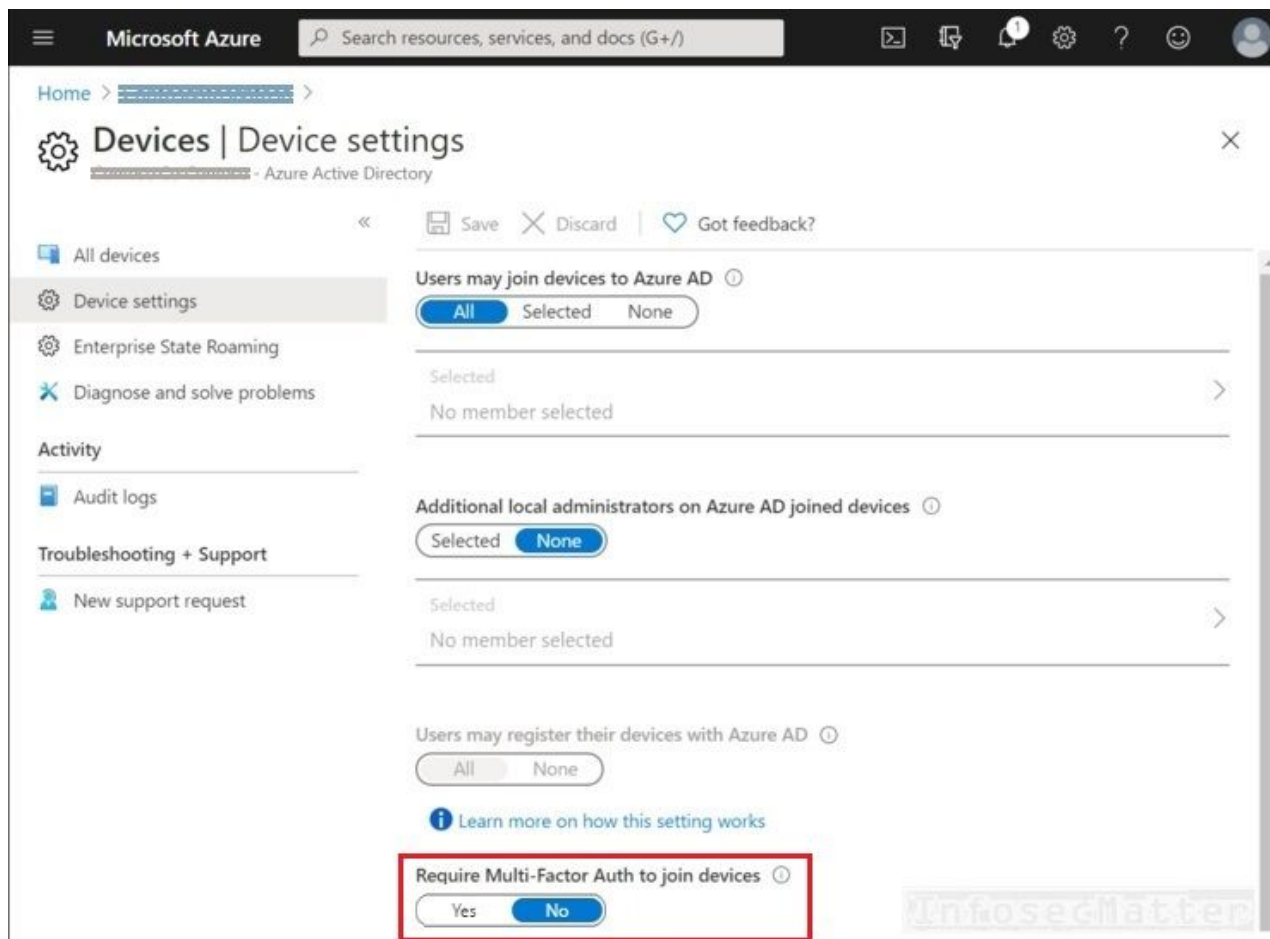 Microsoft Azure
Search resources, services, and docs (G+/)
1
Home > >
Devices | Device settings
- Azure Active Directory
«
Save Discard Got feedback?
All devices
Device settings
Enterprise State Roaming
Diagnose and solve problems
Activity
Audit logs
Troubleshooting + Support
New support request
Users may join devices to Azure AD
All Selected None
Selected
No member selected
Additional local administrators on Azure AD joined devices
Selected None
Selected
No member selected
Users may register their devices with Azure AD
All None
Learn more on how this setting works
Require Multi-Factor Auth to join devices
Yes No
InfosecMatter